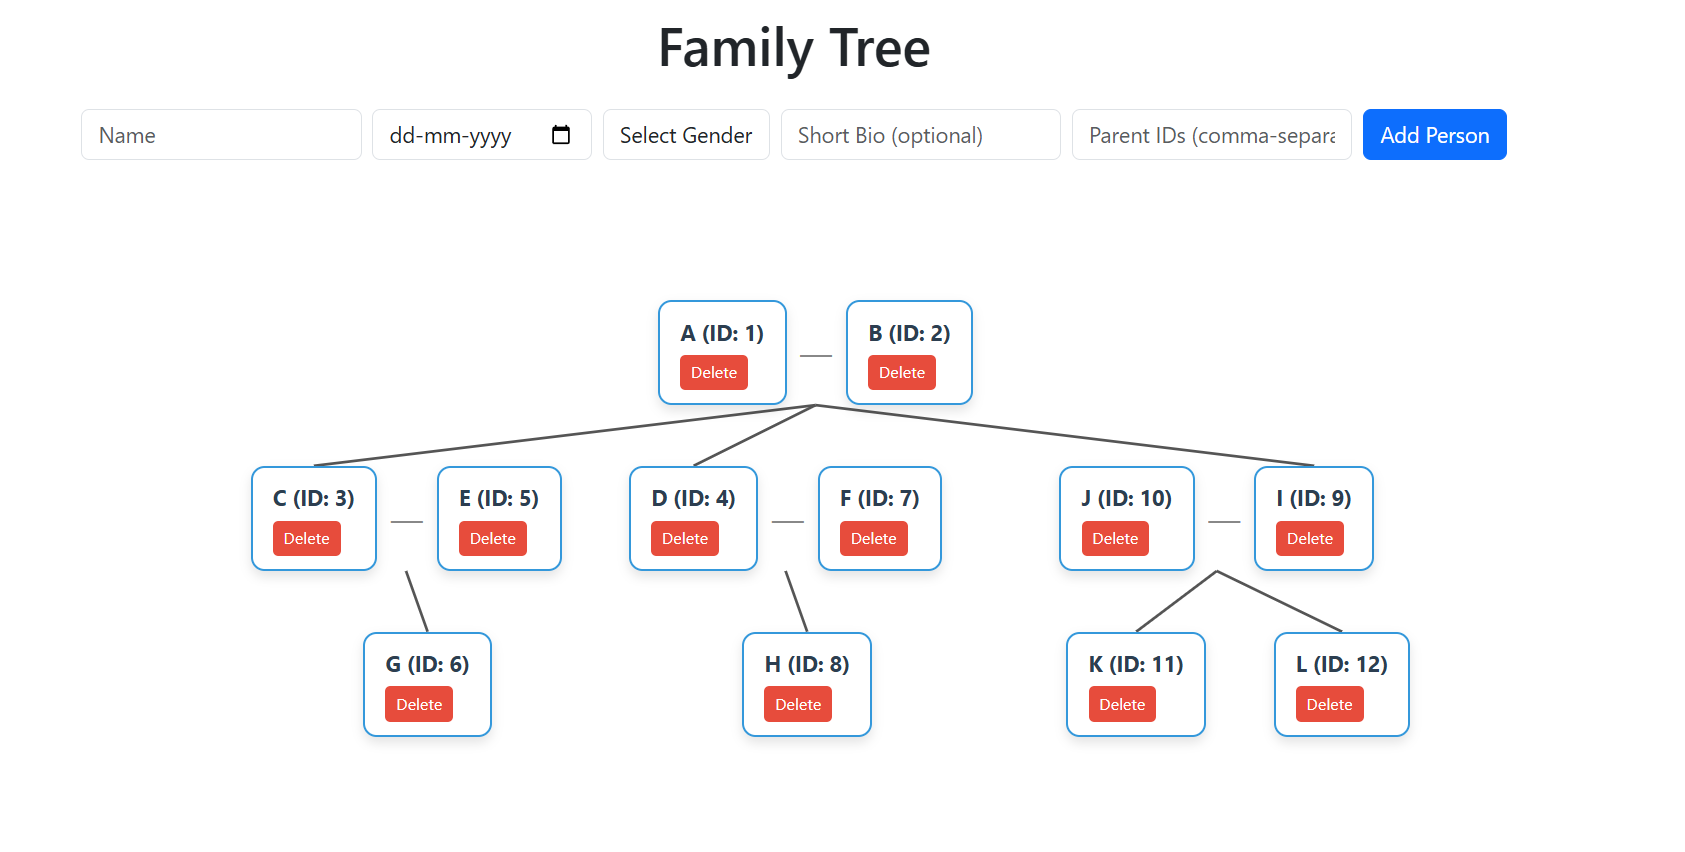 Family Tree
Name
dd-mm-yyyy
Select Gender
Short Bio (optional)
Parent IDs (comma-separa
Add Person
A (ID: 1)
Delete
B (ID: 2)
Delete
C (ID: 3)
Delete
E (ID: 5)
Delete
D (ID: 4)
Delete
F (ID: 7)
Delete
J (ID: 10)
Delete
I (ID: 9)
Delete
G (ID: 6)
Delete
H (ID: 8)
Delete
K (ID: 11)
Delete
L (ID: 12)
Delete